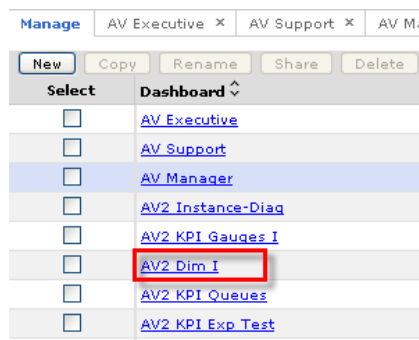 Manage AV Executive × AV Support × AV Ma
New Copy Rename Share Delete
Select Dashboard
AV Executive
AV Support
AV Manager
AV2 Instance-Diag
AV2 KPI Gauges I
AV2 Dim I
AV2 KPI Queues
AV2 KPI Exp Test